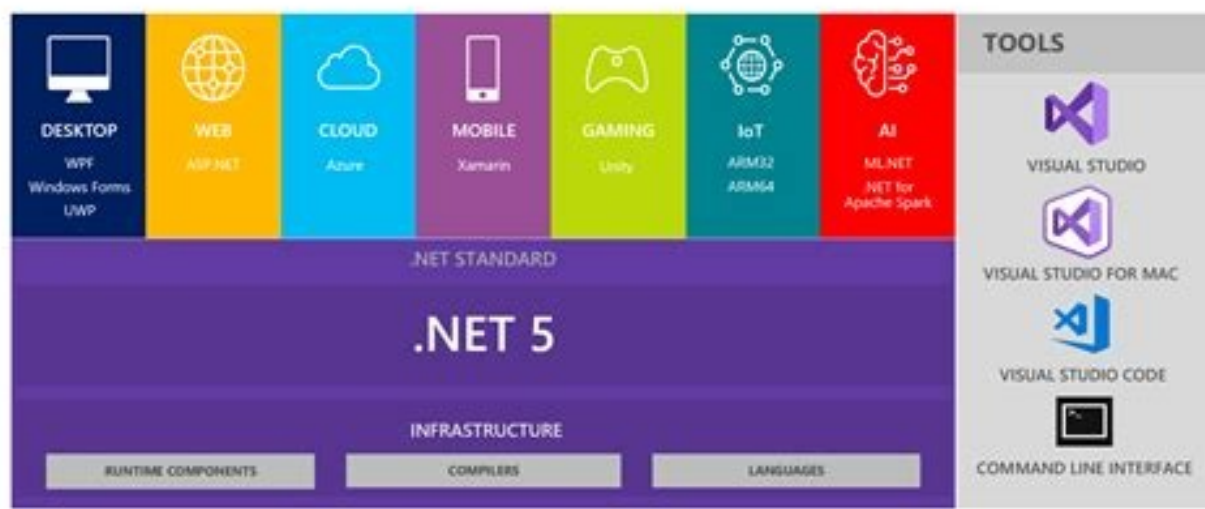 DESKTOP
WPF
Windows Forms
UWP
WEB
ASP.NET
CLOUD
Azure
MOBILE
Xamarin
GAMING
Unity
IoT
ARM32
ARM64
AI
ML.NET
.NET for
Apache Spark
.NET STANDARD
.NET 5
INFRASTRUCTURE
RUNTIME COMPONENTS
COMPILERS
LANGUAGES
TOOLS
VISUAL STUDIO
VISUAL STUDIO FOR MAC
VISUAL STUDIO CODE
COMMAND LINE INTERFACE